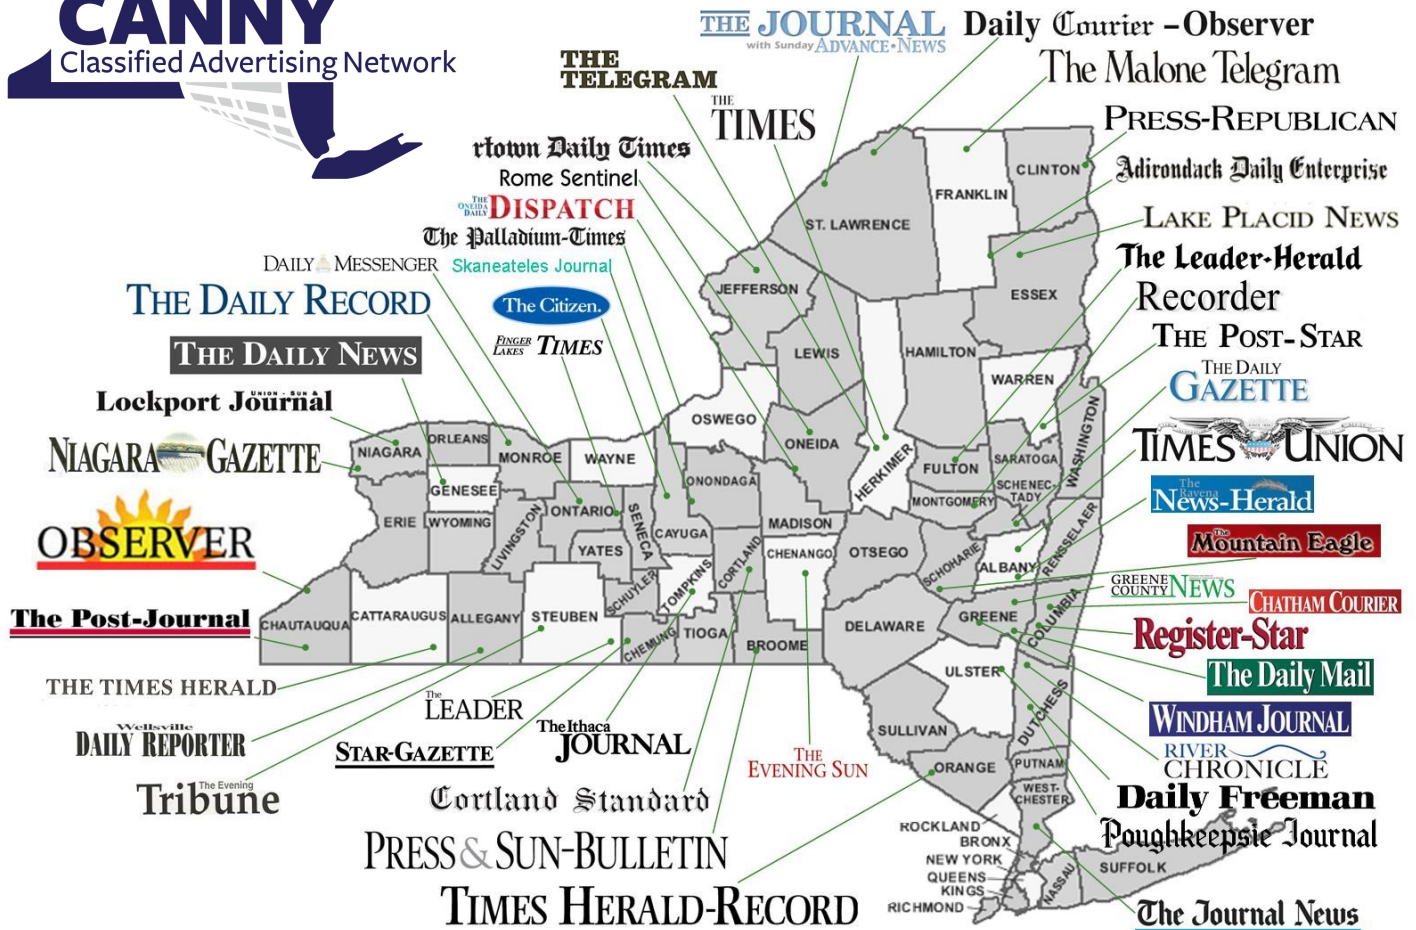 CANNY
Classified Advertising Network
THE JOURNAL
with Sunday ADVANCE•NEWS
Daily Courier–Observer
THE
TELEGRAM
The Malone Telegram
THE
TIMES
PRESS-REPUBLICAN
rtown Daily Times
Adirondack Daily Enterprise
Rome Sentinel
THE ONEIDA DAILY DISPATCH
LAKE PLACID NEWS
The Palladium-Times
DAILY MESSENGER
Skaneateles Journal
The Leader-Herald
THE DAILY RECORD
The Citizen.
Recorder
THE DAILY NEWS
FINGER LAKES TIMES
THE POST-STAR
THE DAILY
GAZETTE
UNION-SUN &
Lockport Journal
TIMES UNION
NIAGARA GAZETTE
The Ravena
News-Herald
OBSERVER
The Mountain Eagle
GREENE COUNTY NEWS
CHATHAM COURIER
The Post-Journal
Register-Star
THE TIMES HERALD
The Daily Mail
The
LEADER
WINDHAM JOURNAL
Wellsville
DAILY REPORTER
STAR-GAZETTE
The Ithaca
JOURNAL
THE
EVENING SUN
RIVER
CHRONICLE
The Evening
Tribune
Cortland Standard
Daily Freeman
PRESS & SUN-BULLETIN
Poughkeepsie Journal
TIMES HERALD-RECORD
The Journal News
CLINTON
FRANKLIN
ST. LAWRENCE
JEFFERSON
ESSEX
LEWIS
HAMILTON
WARREN
OSWEGO
ONEIDA
HERKIMER
WASHINGTON
NIAGARA
ORLEANS
MONROE
WAYNE
FULTON
SARATOGA
GENESEE
ONONDAGA
MONTGOMERY
SCHENEC-
TADY
ERIE
WYOMING
LIVINGSTON
ONTARIO
SENECA
CAYUGA
MADISON
RENSSELAER
YATES
CORTLAND
CHENANGO
OTSEGO
SCHOHARIE
ALBANY
CHAUTAUQUA
CATTARAUGUS
ALLEGANY
STEUBEN
SCHUYLER
TOMPKINS
CHEMUNG
TIOGA
BROOME
DELAWARE
GREENE
COLUMBIA
ULSTER
SULLIVAN
DUTCHESS
ORANGE
PUTNAM
WEST-
CHESTER
ROCKLAND
BRONX
NEW YORK
QUEENS
KINGS
RICHMOND
NASSAU
SUFFOLK